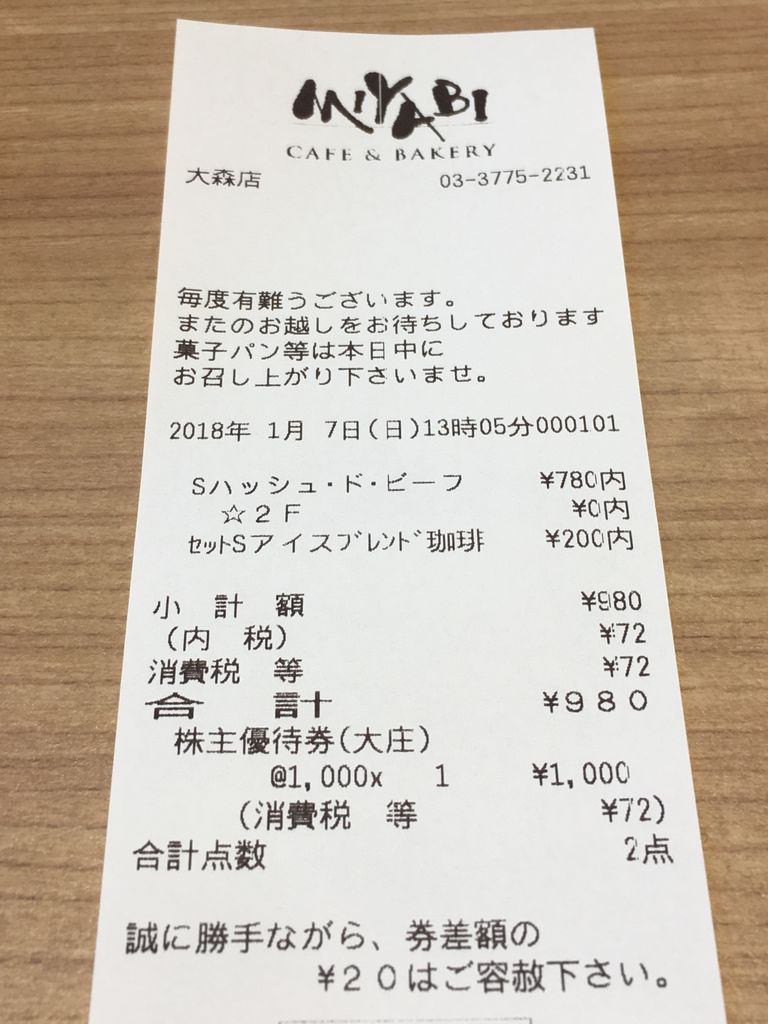 MIYABI
CAFE & BAKERY
大森店 03-3775-2231
毎度有難うございます。
またのお越しをお待ちしております
菓子パン等は本日中に
お召し上がり下さいませ。
2018年 1月 7日(日)13時05分000101
Sハッシュ・ド・ビーフ ¥780内
☆2F ¥0内
ｾｯﾄSアイスﾌﾞﾚﾝﾄﾞ珈琲 ¥200内
小 計 額 ¥980
(内 税) ¥72
消費税 等 ¥72
合 計 ¥980
株主優待券(大庄)
@1,000x 1 ¥1,000
(消費税 等 ¥72)
合計点数 2点
誠に勝手ながら、券差額の
¥20はご容赦下さい。